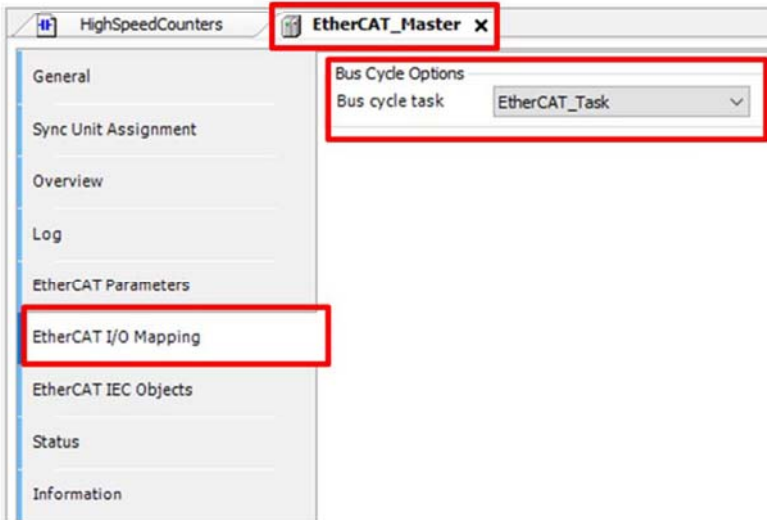 HighSpeedCounters
EtherCAT_Master X
General
Sync Unit Assignment
Overview
Log
EtherCAT Parameters
EtherCAT I/O Mapping
EtherCAT IEC Objects
Status
Information
Bus Cycle Options
Bus cycle task EtherCAT_Task